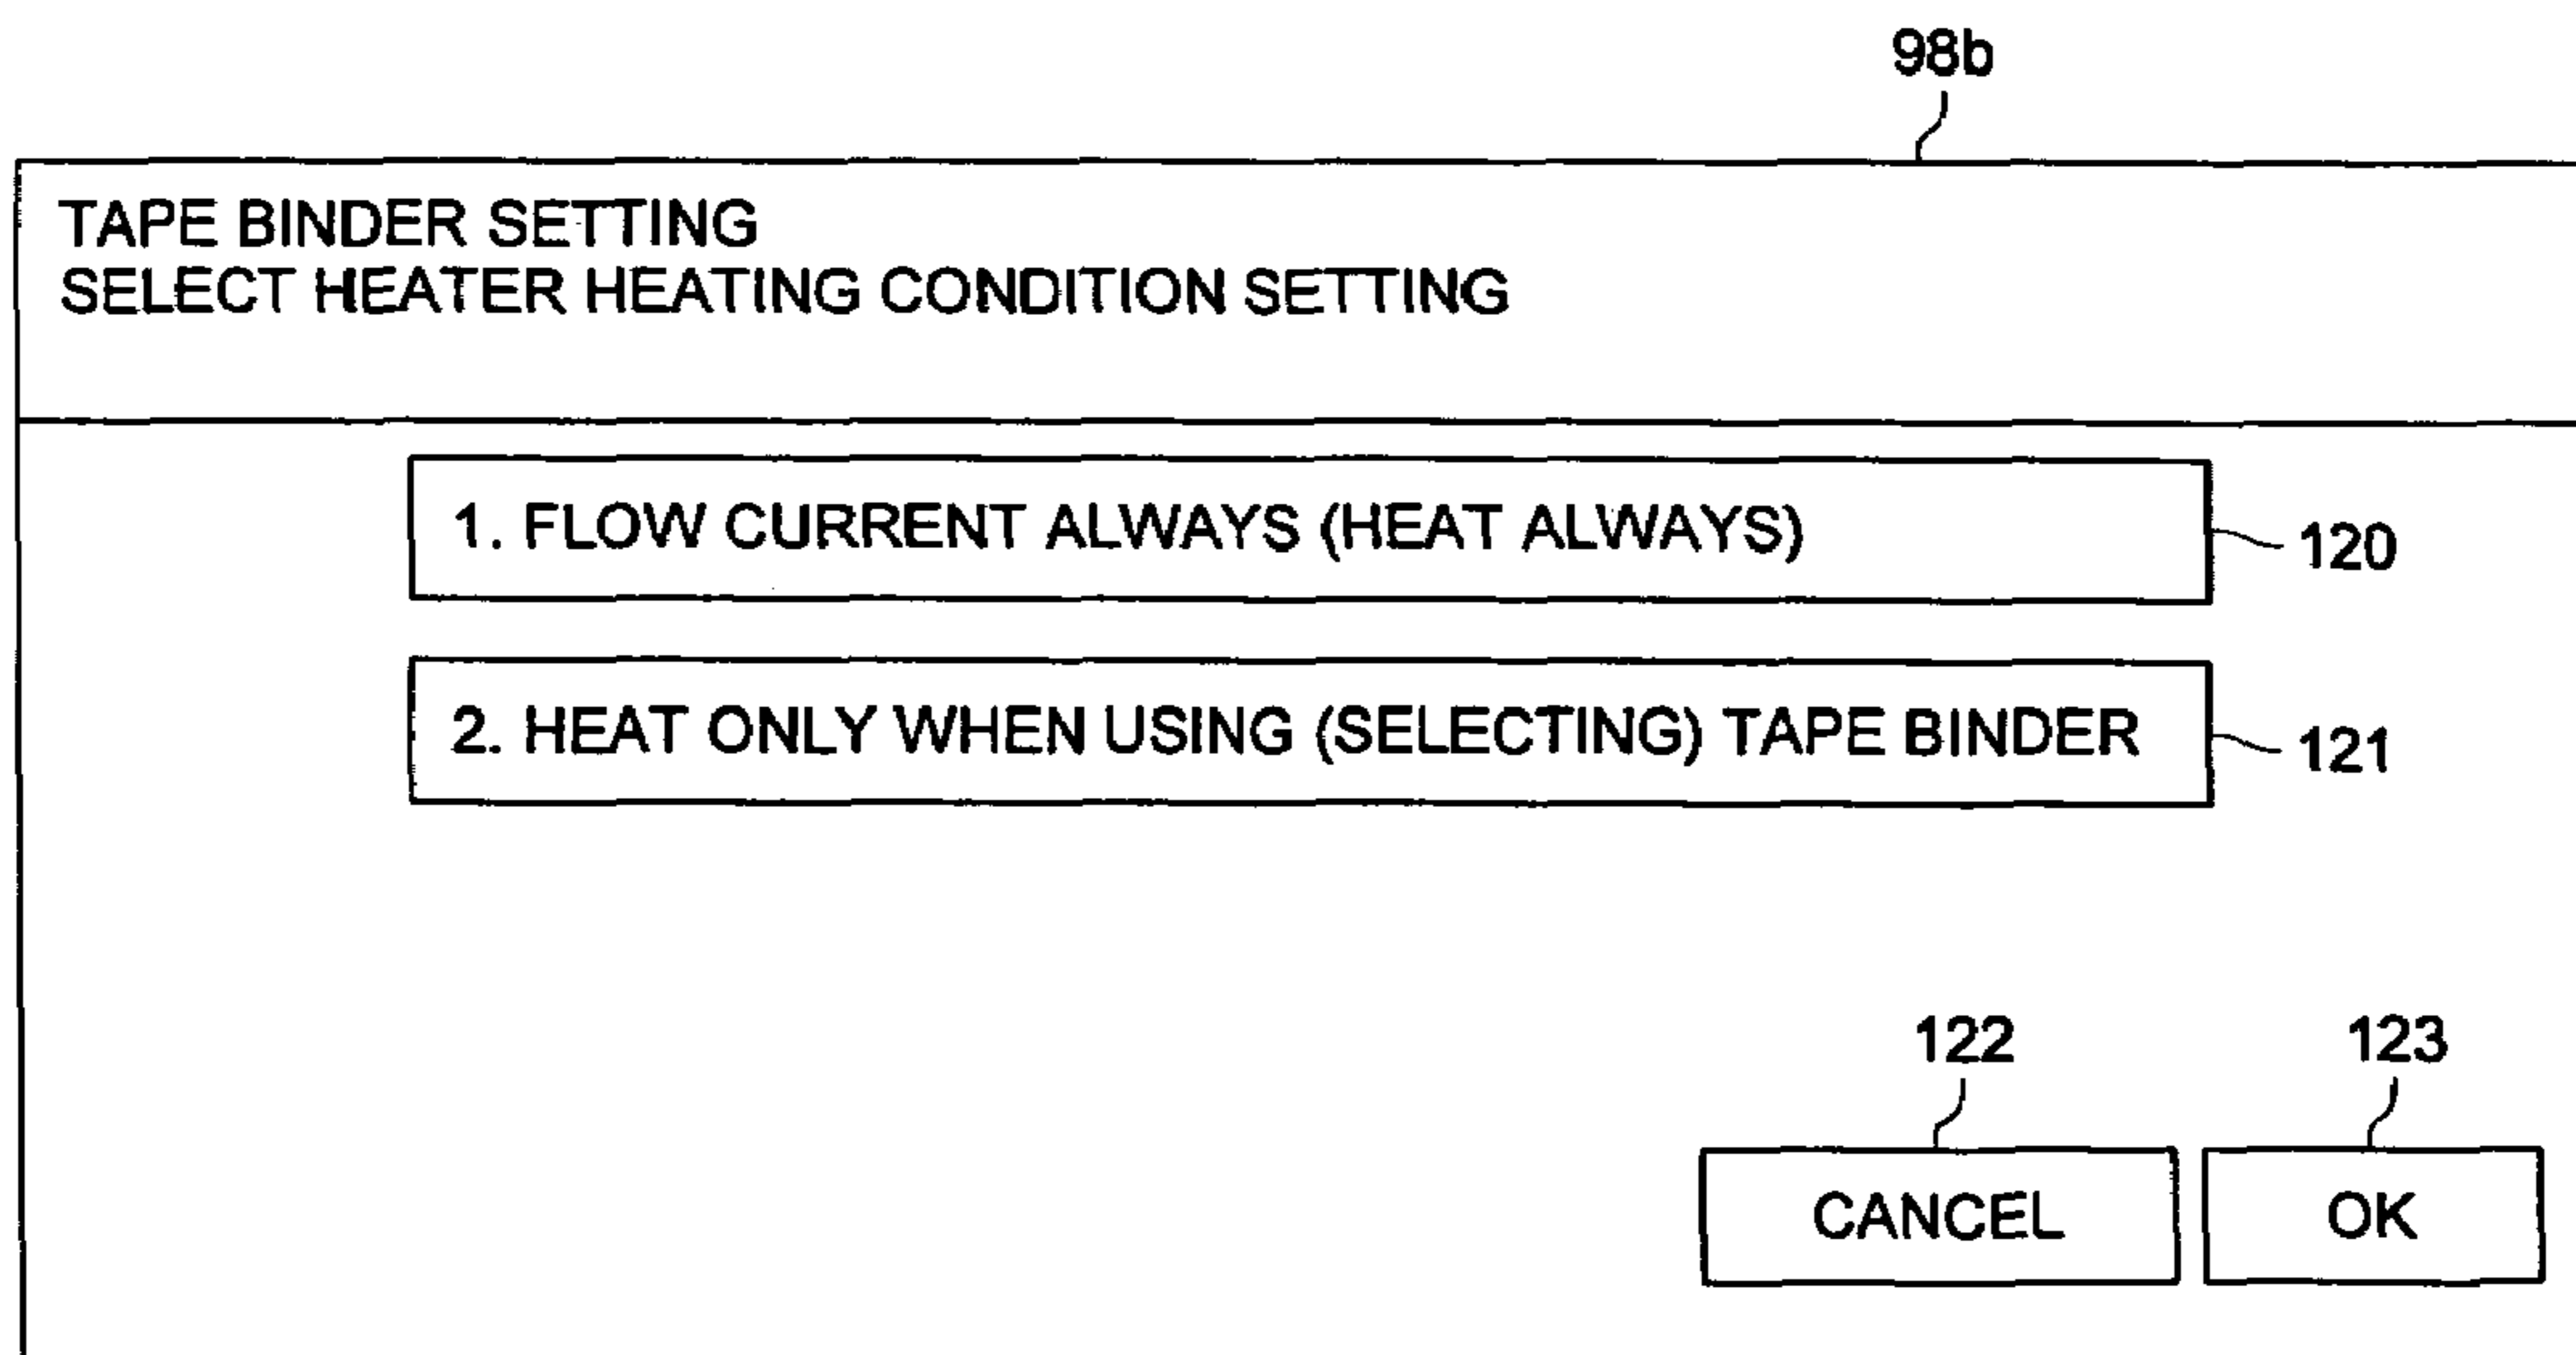 98b
TAPE BINDER SETTING
SELECT HEATER HEATING CONDITION SETTING
1. FLOW CURRENT ALWAYS (HEAT ALWAYS)
120
2. HEAT ONLY WHEN USING (SELECTING) TAPE BINDER
121
122
123
CANCEL
OK